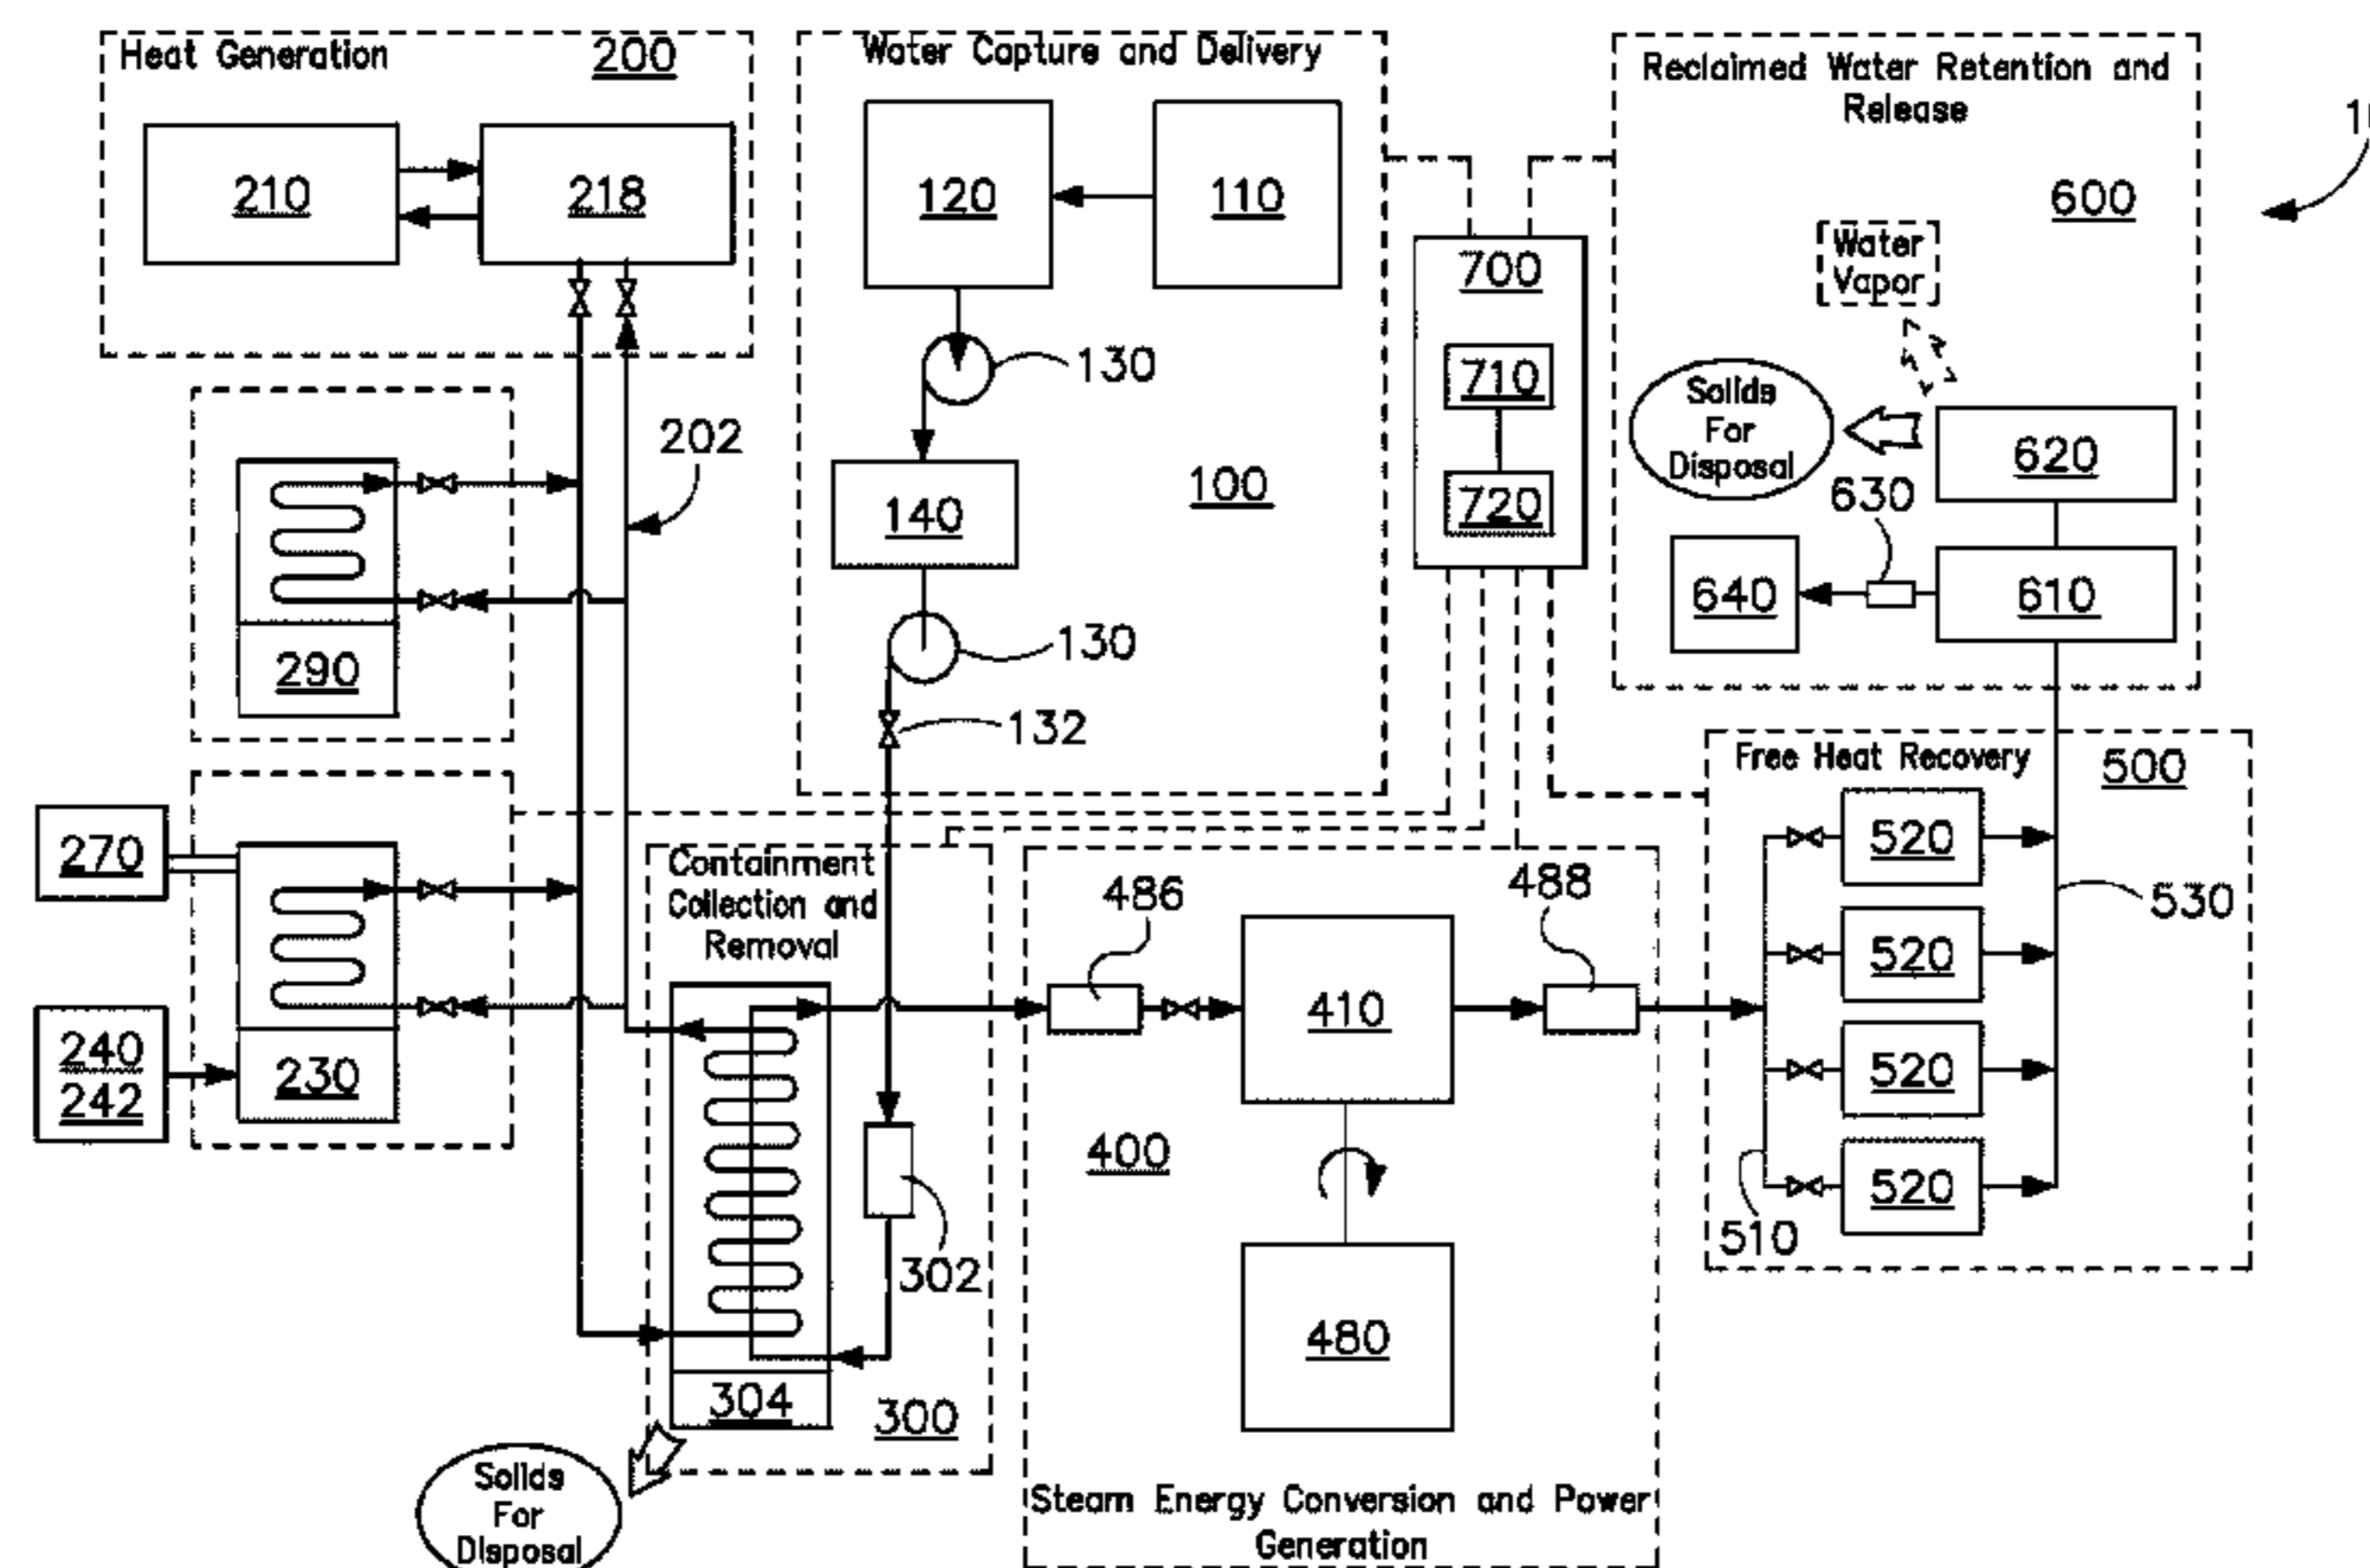 Heat Generation
200
210
218
202
290
270
240
242
230
Water Capture and Delivery
120
110
130
140
100
130
132
700
710
720
Reclaimed Water Retention and
Release
600
Water
Vapor
Solids
For
Disposal
620
630
640
610
Containment
Collection and
Removal
302
304
300
Solids
For
Disposal
486
488
410
400
480
Steam Energy Conversion and Power
Generation
Free Heat Recovery
500
520
520
520
520
530
510